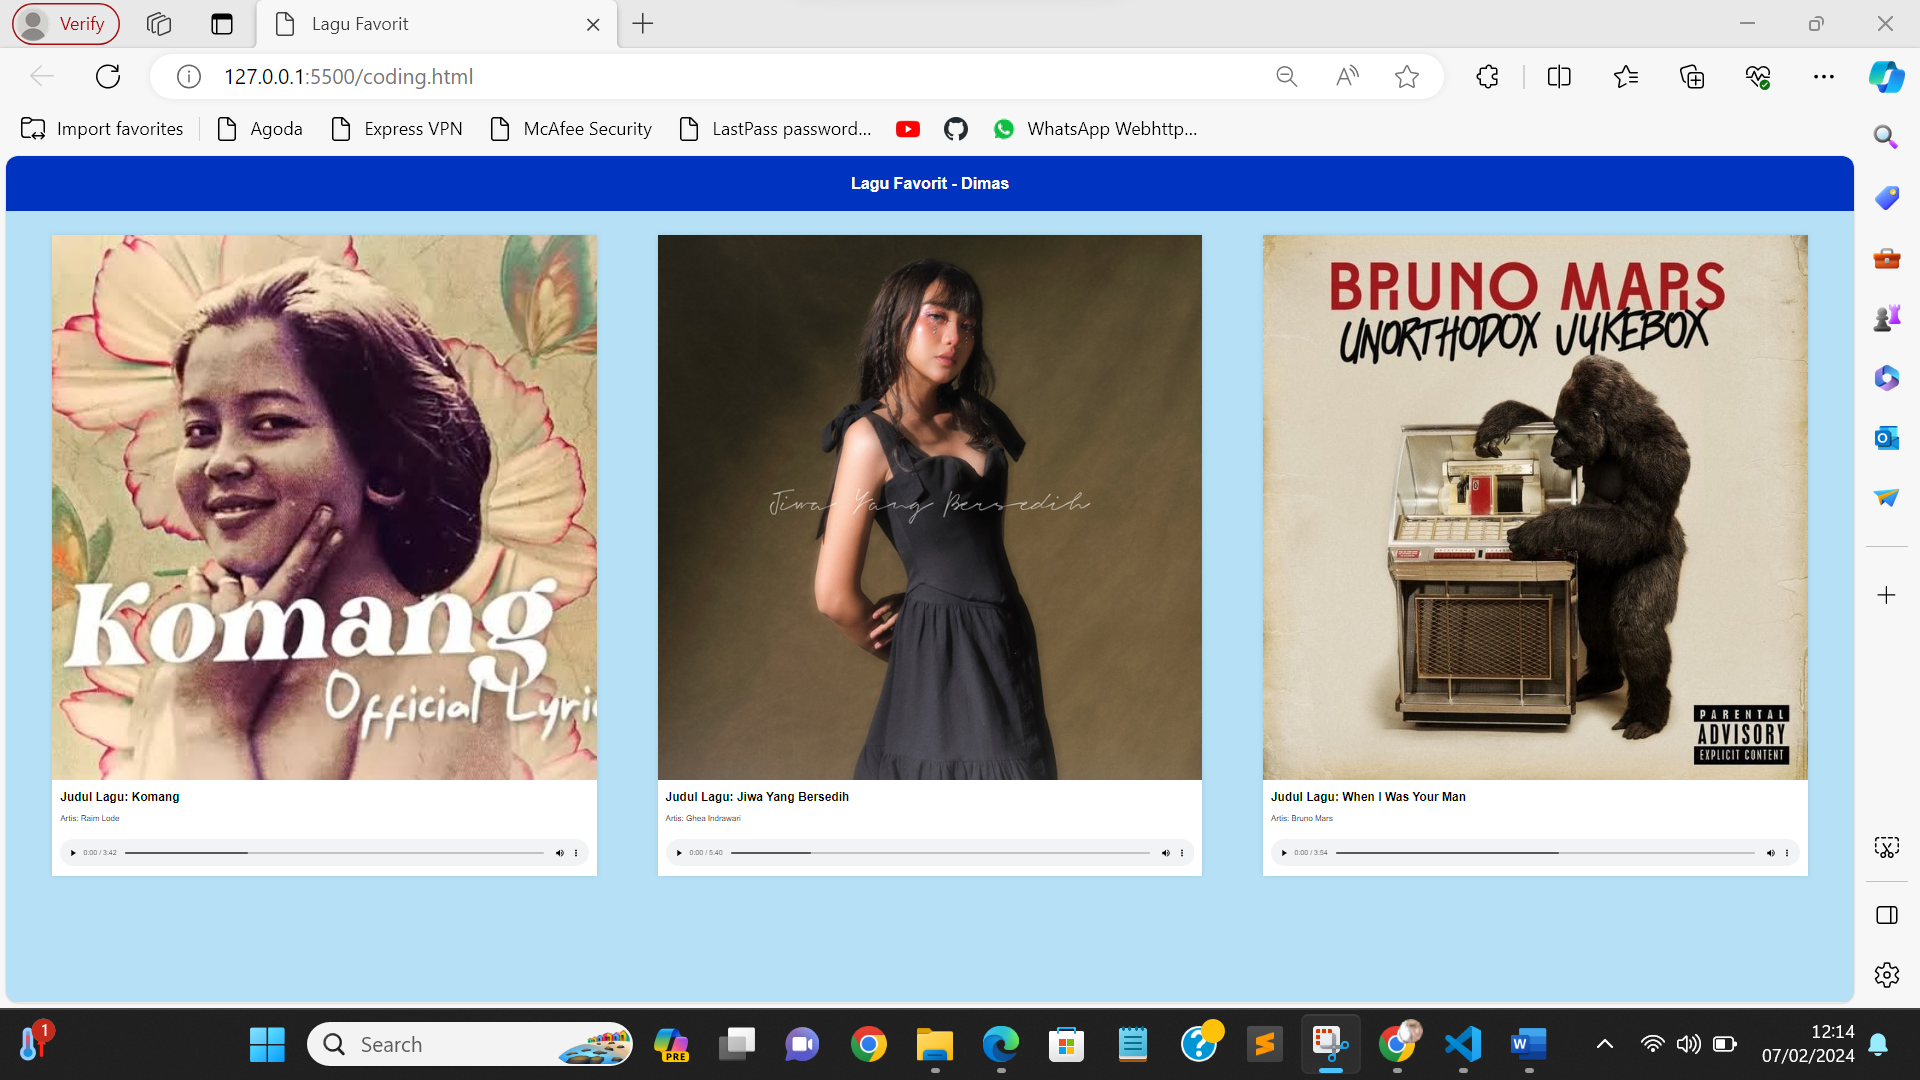 Verify
Lagu Favorit
127.0.0.1:5500/coding.html
Import favorites
Agoda
Express VPN
McAfee Security
LastPass password...
WhatsApp Webhttp...
Lagu Favorit - Dimas
Komang
Official Lyri
Judul Lagu: Komang
Artis: Raim Lode
0:00 / 3:42
Jiwa Yang Bersedih
Judul Lagu: Jiwa Yang Bersedih
Artis: Ghea Indrawari
0:00 / 5:40
BRUNO MARS
UNORTHODOX JUKEBOX
PARENTAL
ADVISORY
EXPLICIT CONTENT
Judul Lagu: When I Was Your Man
Artis: Bruno Mars
0:00 / 3:54
1
Search
PRE
12:14
07/02/2024